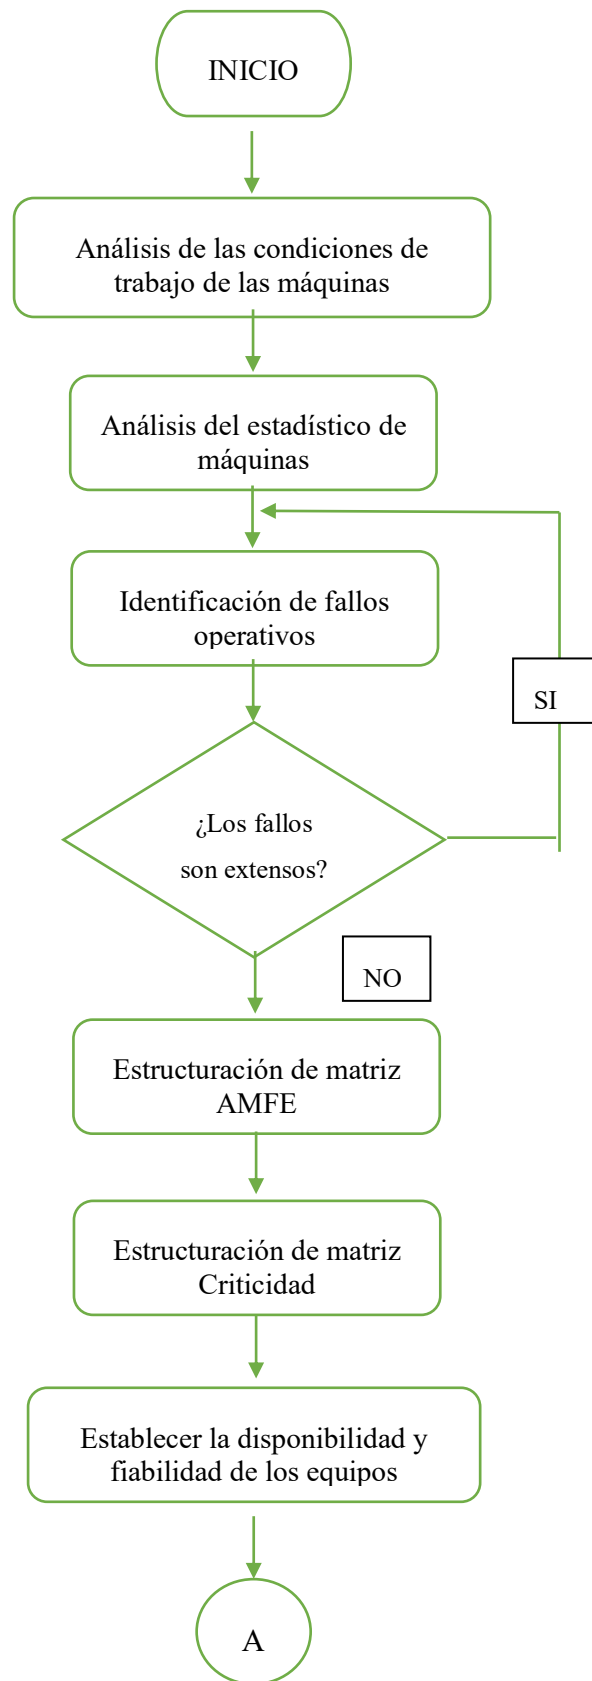 INICIO
Análisis de las condiciones de
trabajo de las máquinas
Análisis del estadístico de
máquinas
Identificación de fallos
operativos
SI
¿Los fallos
son extensos?
NO
Estructuración de matriz
AMFE
Estructuración de matriz
Criticidad
Establecer la disponibilidad y
fiabilidad de los equipos
A